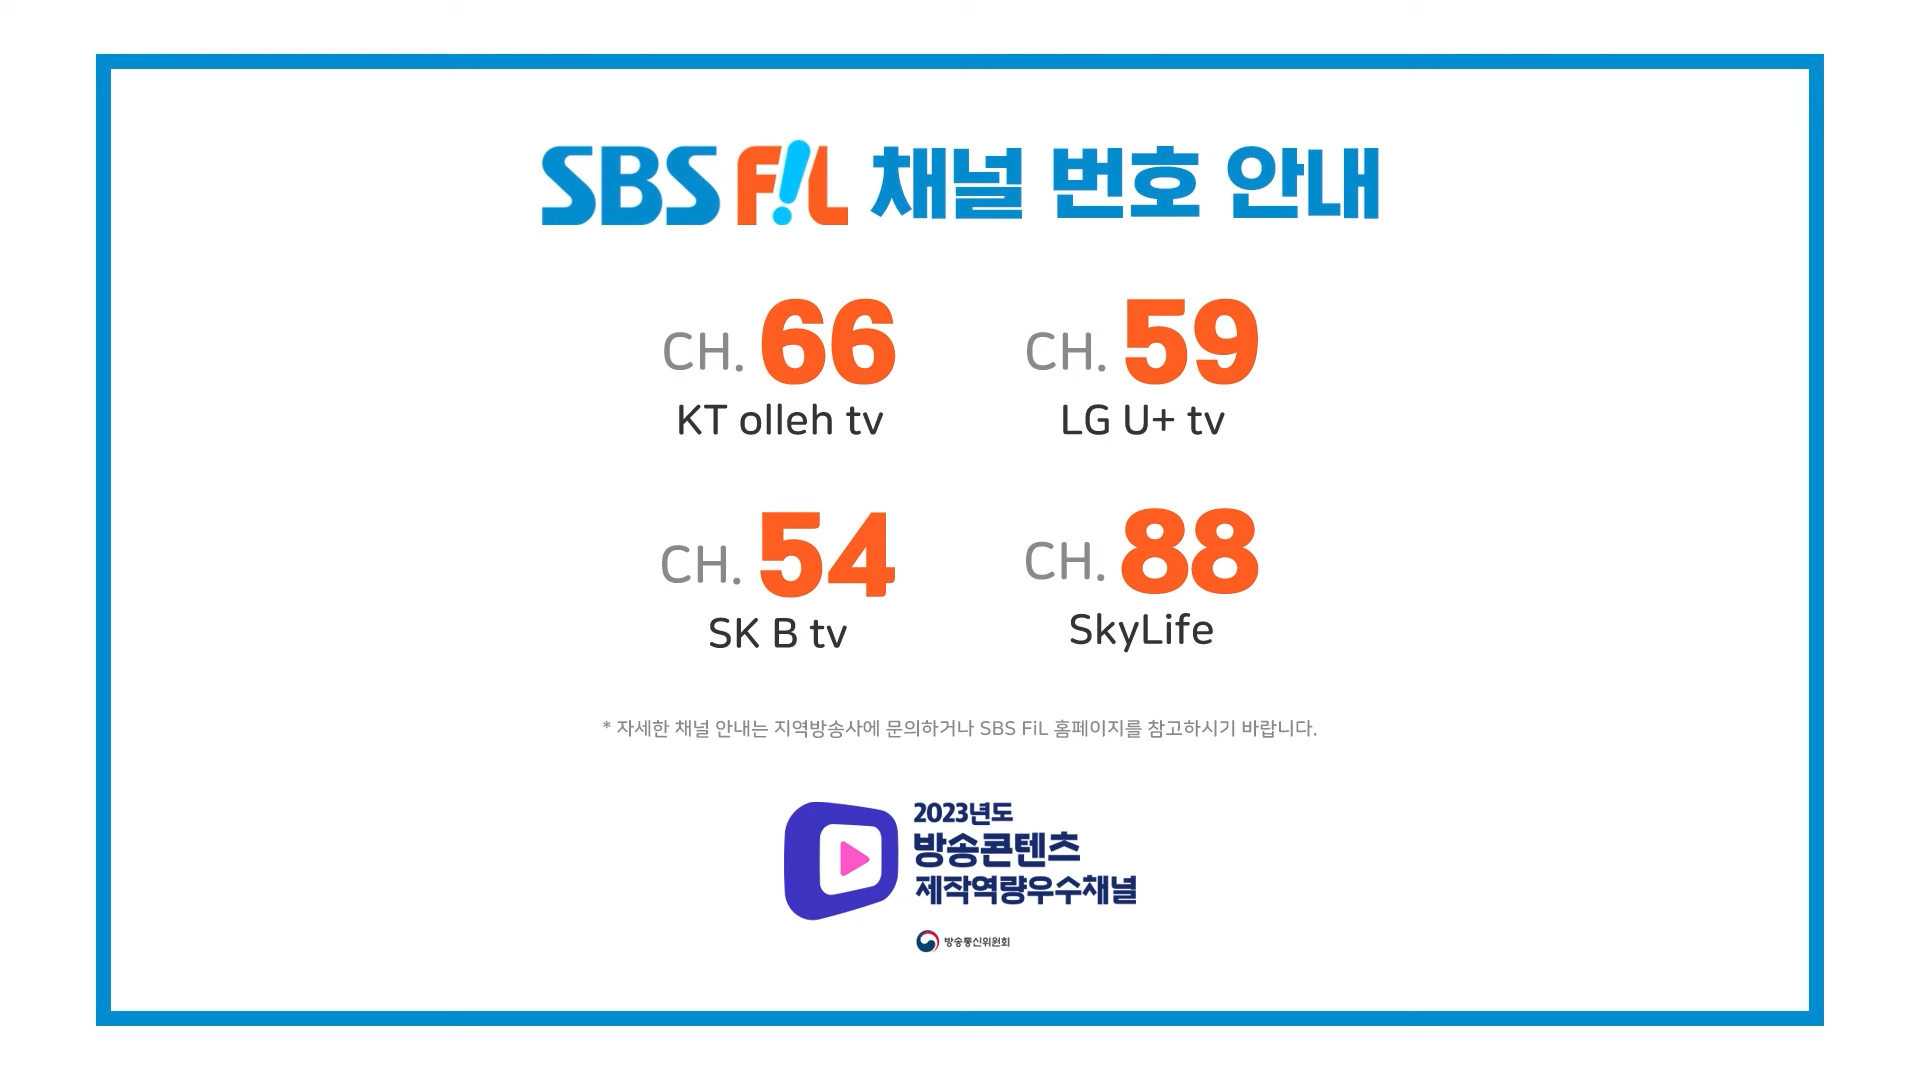 SBS F!L 채널 번호 안내
CH. 66
KT olleh tv
CH. 59
LG U+ tv
CH. 54
SK B tv
CH. 88
SkyLife
* 자세한 채널 안내는 지역방송사에 문의하거나 SBS FiL 홈페이지를 참고하시기 바랍니다.
2023년도
방송콘텐츠
제작역량우수채널
방송통신위원회